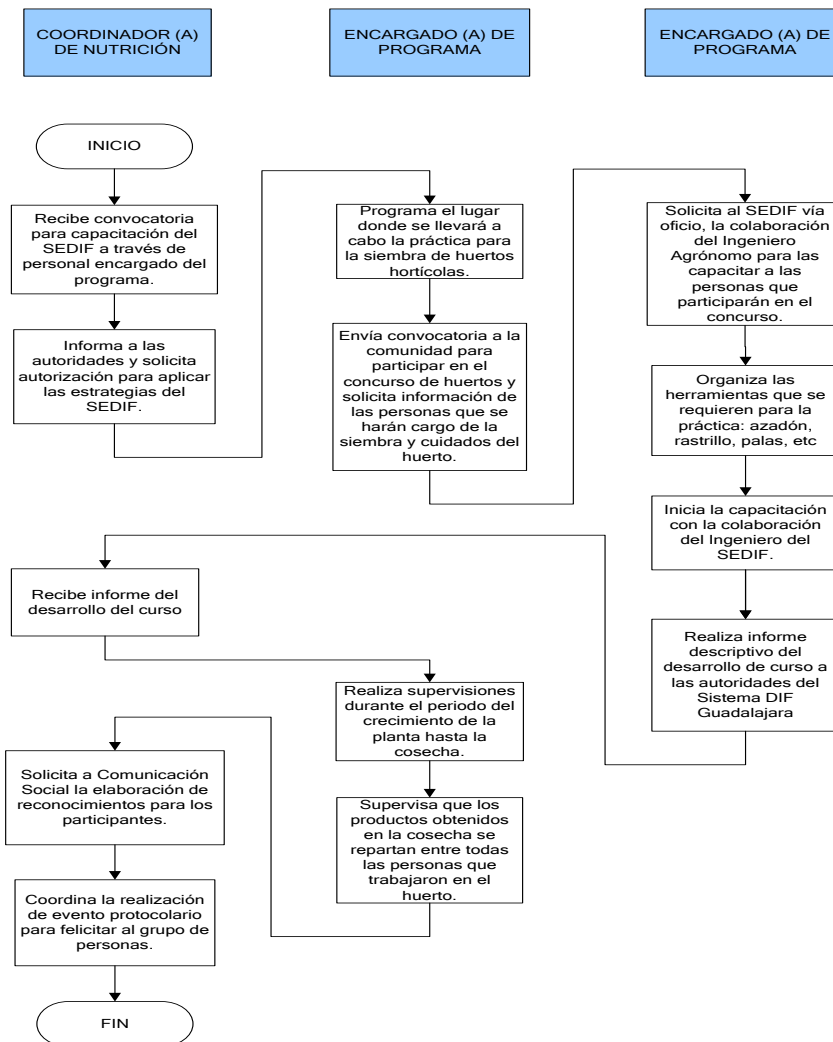 COORDINADOR (A)
DE NUTRICIÓN
ENCARGADO (A) DE
PROGRAMA
ENCARGADO (A) DE
PROGRAMA
INICIO
Recibe convocatoria
para capacitación del
SEDIF a través de
personal encargado del
programa.
Informa a las
autoridades y solicita
autorización para aplicar
las estrategias del
SEDIF.
Programa el lugar
donde se llevará a
cabo la práctica para
la siembra de huertos
hortícolas.
Envía convocatoria a la
comunidad para
participar en el
concurso de huertos y
solicita información de
las personas que se
harán cargo de la
siembra y cuidados del
huerto.
Solicita al SEDIF vía
oficio, la colaboración
del Ingeniero
Agrónomo para las
capacitar a las
personas que
participarán en el
concurso.
Organiza las
herramientas que se
requieren para la
práctica: azadón,
rastrillo, palas, etc
Inicia la capacitación
con la colaboración
del Ingeniero del
SEDIF.
Realiza informe
descriptivo del
desarrollo de curso a
las autoridades del
Sistema DIF
Guadalajara
Recibe informe del
desarrollo del curso
Realiza supervisiones
durante el periodo del
crecimiento de la
planta hasta la
cosecha.
Supervisa que los
productos obtenidos
en la cosecha se
repartan entre todas
las personas que
trabajaron en el
huerto.
Solicita a Comunicación
Social la elaboración de
reconocimientos para los
participantes.
Coordina la realización
de evento protocolario
para felicitar al grupo de
personas.
FIN